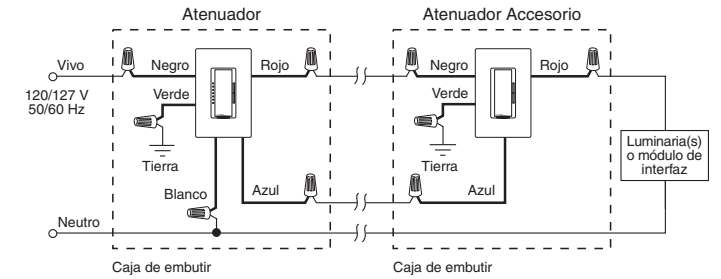 Atenuador
Atenuador Accesorio
Vivo
Negro
Rojo
Negro
Rojo
120/127 V
50/60 Hz
Verde
Verde
Tierra
Tierra
Luminaria(s)
o módulo de
interfaz
Blanco
Azul
Azul
Neutro
Caja de embutir
Caja de embutir